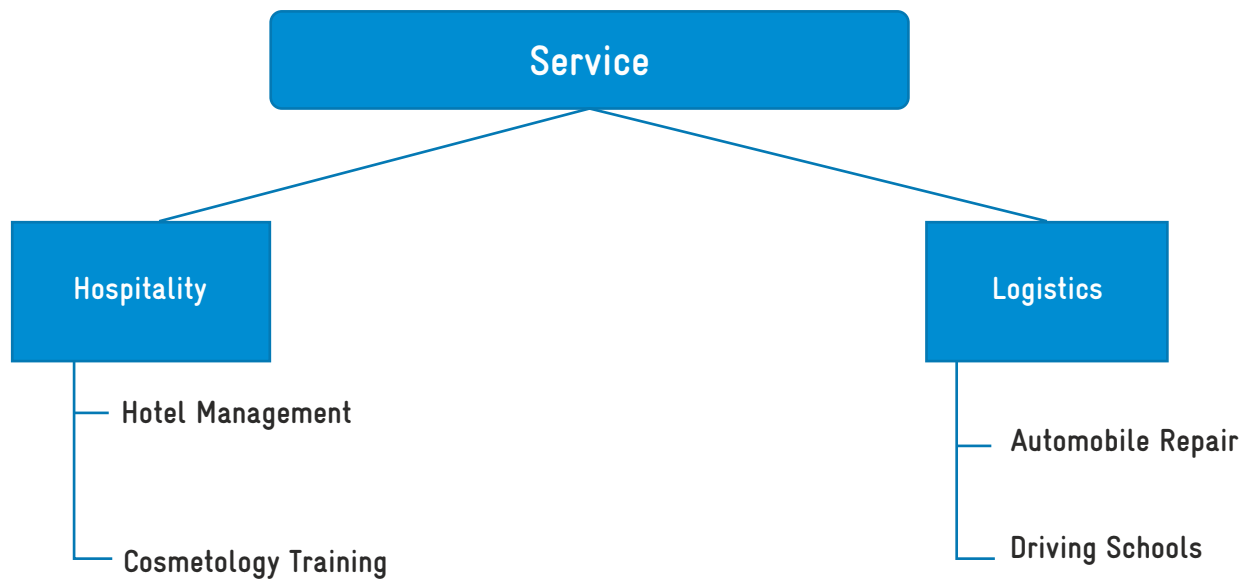 Service
Hospitality
Logistics
Hotel Management
Automobile Repair
Cosmetology Training
Driving Schools